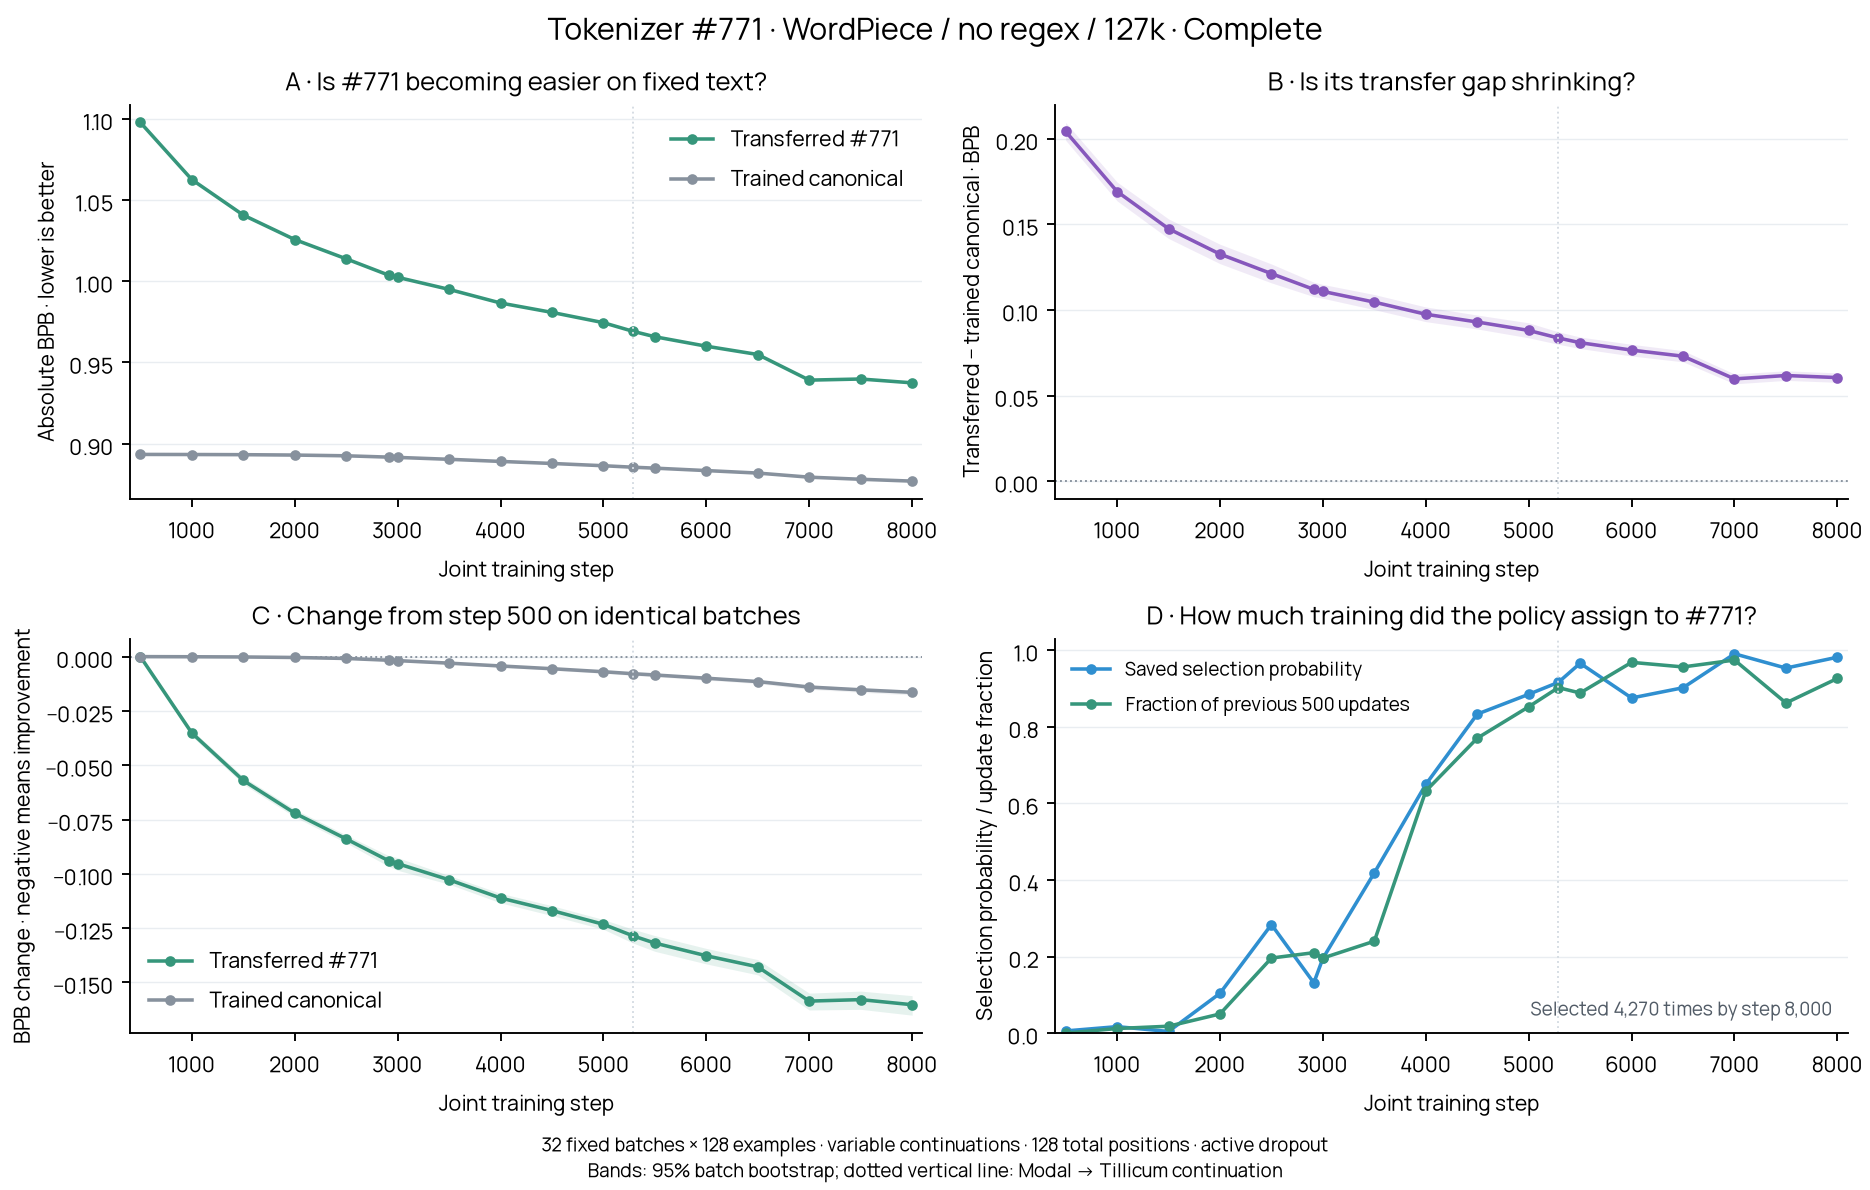 Tokenizer #771 · WordPiece / no regex / 127k · Complete
A · Is #771 becoming easier on fixed text?
Absolute BPB · lower is better
1.10
1.05
1.00
0.95
0.90
Transferred #771
Trained canonical
1000 2000 3000 4000 5000 6000 7000 8000
Joint training step
B · Is its transfer gap shrinking?
Transferred − trained canonical · BPB
0.20
0.15
0.10
0.05
0.00
1000 2000 3000 4000 5000 6000 7000 8000
Joint training step
C · Change from step 500 on identical batches
BPB change · negative means improvement
0.000
−0.025
−0.050
−0.075
−0.100
−0.125
−0.150
Transferred #771
Trained canonical
1000 2000 3000 4000 5000 6000 7000 8000
Joint training step
D · How much training did the policy assign to #771?
Selection probability / update fraction
1.0
0.8
0.6
0.4
0.2
0.0
Saved selection probability
Fraction of previous 500 updates
Selected 4,270 times by step 8,000
1000 2000 3000 4000 5000 6000 7000 8000
Joint training step
32 fixed batches × 128 examples · variable continuations · 128 total positions · active dropout
Bands: 95% batch bootstrap; dotted vertical line: Modal → Tillicum continuation